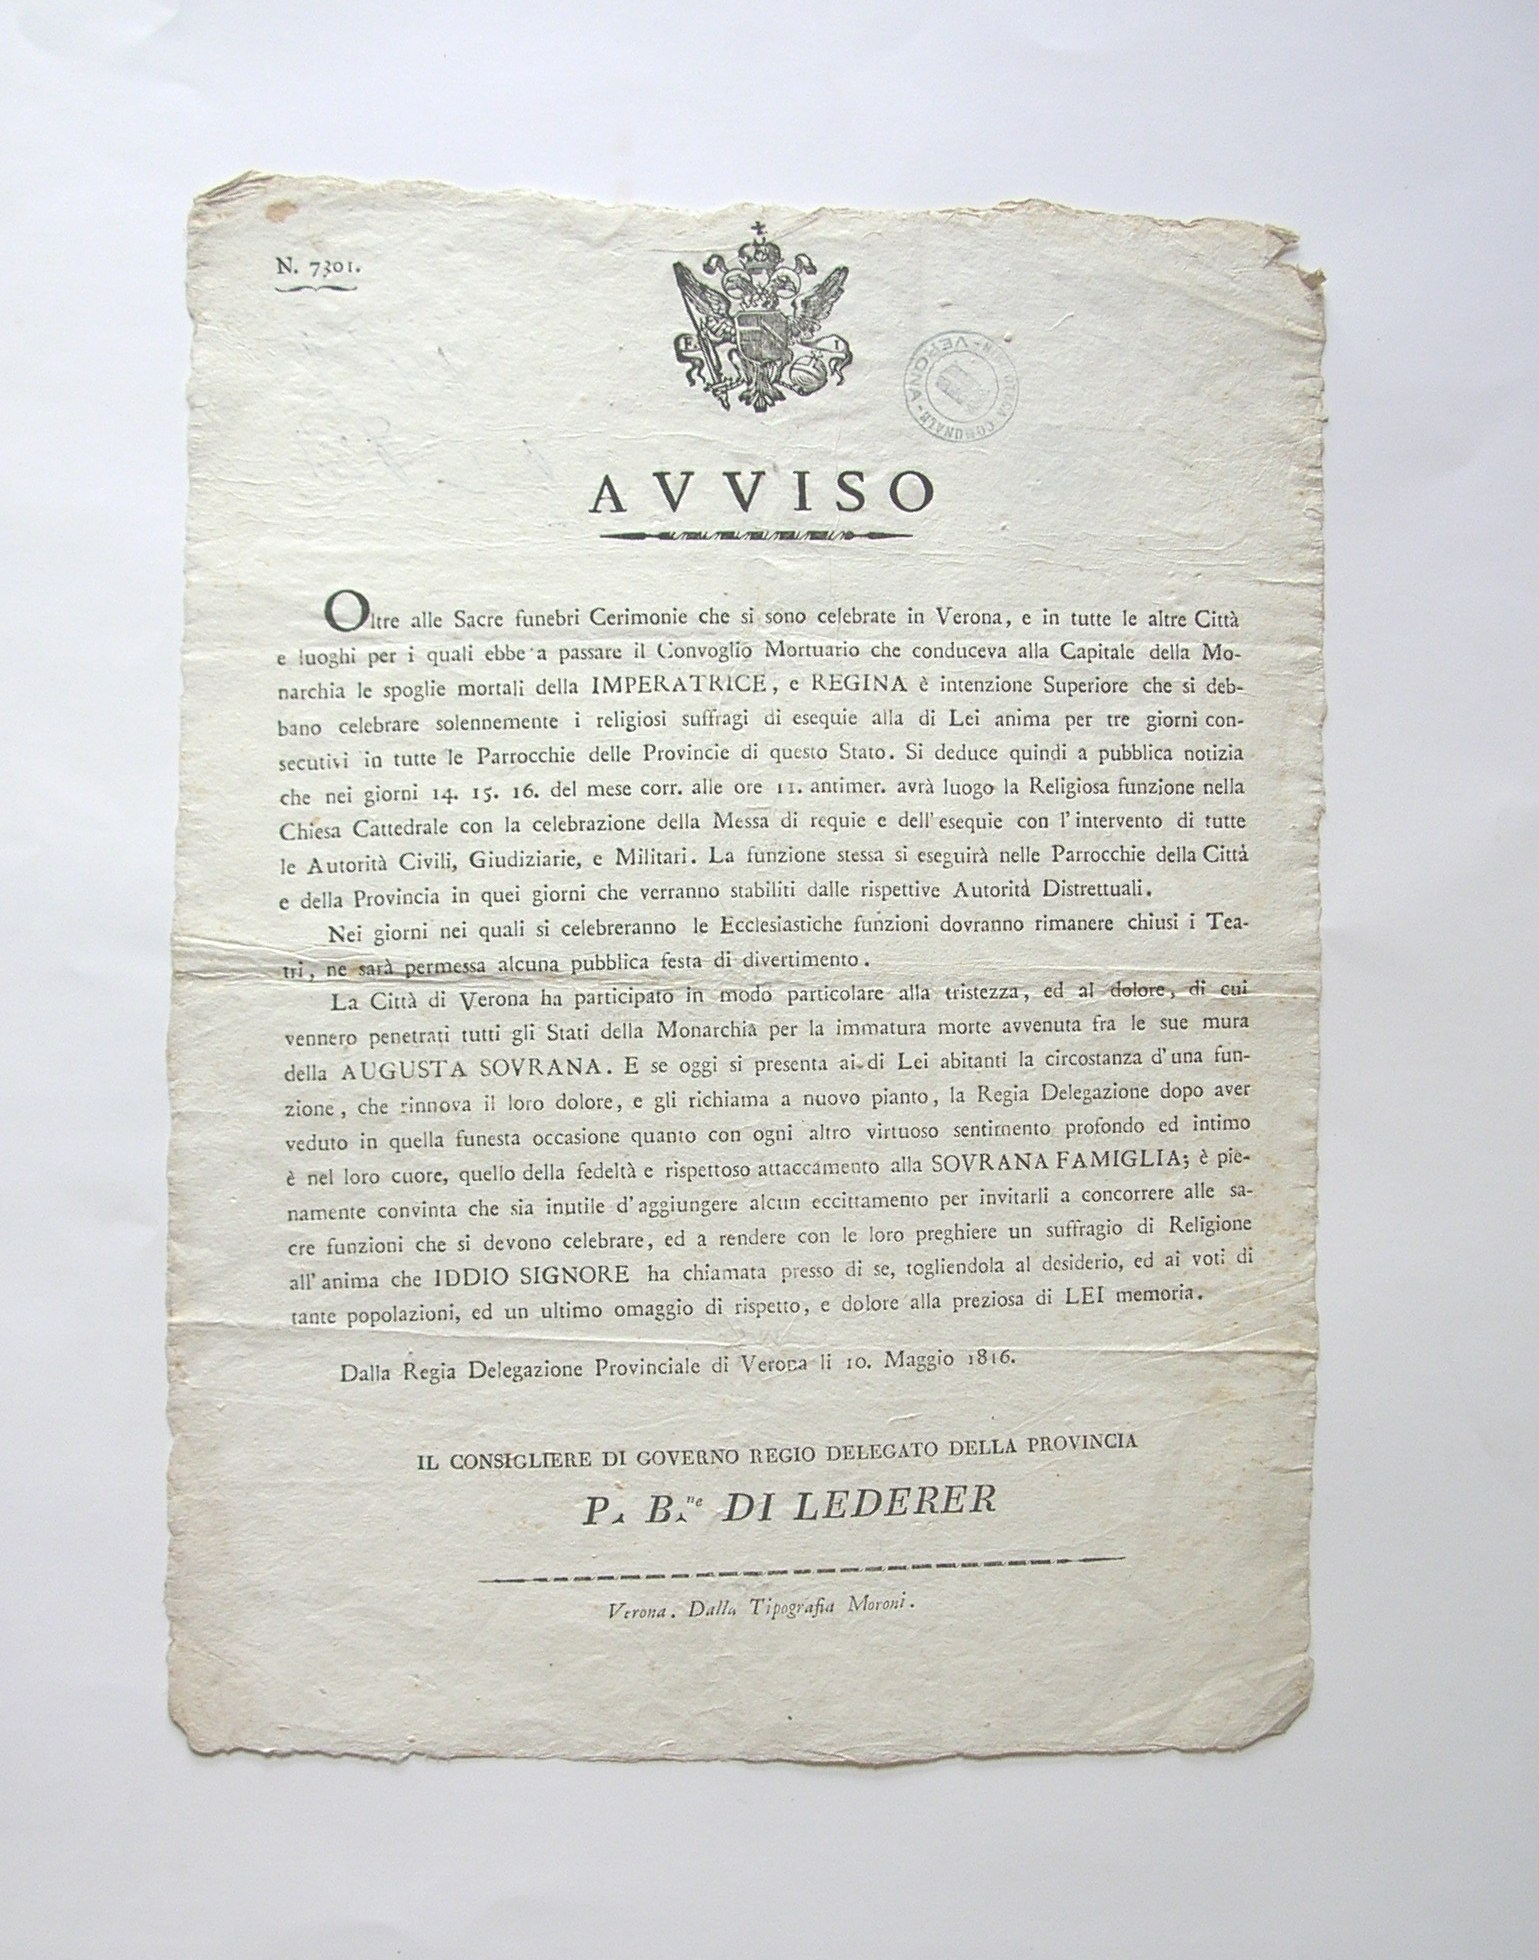 N. 7301.
F. I
BIBLIOTECA COMUNALE - VERONA -
AVVISO
Oltre alle Sacre funebri Cerimonie che si sono celebrate in Verona, e in tutte le altre Città
e luoghi per i quali ebbe a passare il Convoglio Mortuario che conduceva alla Capitale della Mo-
narchia le spoglie mortali della IMPERATRICE, e REGINA è intenzione Superiore che si deb-
bano celebrare solennemente i religiosi suffragi di esequie alla di Lei anima per tre giorni con-
secutivi in tutte le Parrocchie delle Provincie di questo Stato. Si deduce quindi a pubblica notizia
che nei giorni 14. 15. 16. del mese corr. alle ore 11. antimer. avrà luogo la Religiosa funzione nella
Chiesa Cattedrale con la celebrazione della Messa di requie e dell'esequie con l'intervento di tutte
le Autorità Civili, Giudiziarie, e Militari. La funzione stessa si eseguirà nelle Parrocchie della Città
e della Provincia in quei giorni che verranno stabiliti dalle rispettive Autorità Distrettuali.
Nei giorni nei quali si celebreranno le Ecclesiastiche funzioni dovranno rimanere chiusi i Tea-
tri, ne sarà permessa alcuna pubblica festa di divertimento.
La Città di Verona ha participato in modo particolare alla tristezza, ed al dolore, di cui
vennero penetrati tutti gli Stati della Monarchia per la immatura morte avvenuta fra le sue mura
della AUGUSTA SOVRANA. E se oggi si presenta ai di Lei abitanti la circostanza d'una fun-
zione, che rinnova il loro dolore, e gli richiama a nuovo pianto, la Regia Delegazione dopo aver
veduto in quella funesta occasione quanto con ogni altro virtuoso sentimento profondo ed intimo
è nel loro cuore, quello della fedeltà e rispettoso attaccamento alla SOVRANA FAMIGLIA; è pie-
namente convinta che sia inutile d'aggiungere alcun eccittamento per invitarli a concorrere alle sa-
cre funzioni che si devono celebrare, ed a rendere con le loro preghiere un suffragio di Religione
all'anima che IDDIO SIGNORE ha chiamata presso di se, togliendola al desiderio, ed ai voti di
tante popolazioni, ed un ultimo omaggio di rispetto, e dolore alla preziosa di LEI memoria.
Dalla Regia Delegazione Provinciale di Verona li 10. Maggio 1816.
IL CONSIGLIERE DI GOVERNO REGIO DELEGATO DELLA PROVINCIA
P. B.ne DI LEDERER
Verona. Dalla Tipografia Moroni.